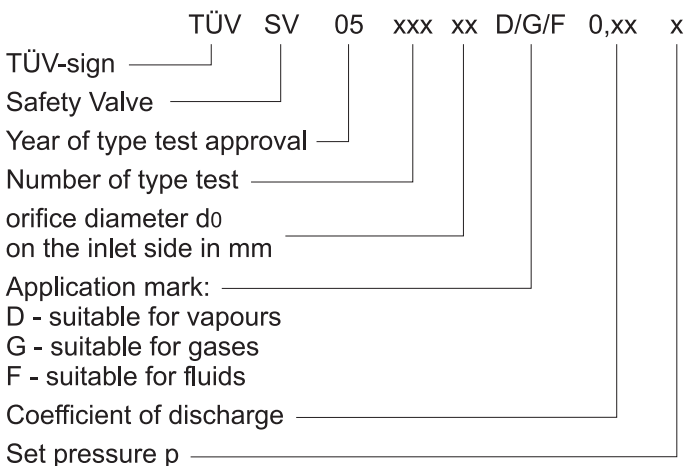 TÜV SV 05 xxx xx D/G/F 0,xx x
TÜV-sign
Safety Valve
Year of type test approval
Number of type test
orifice diameter d0
on the inlet side in mm
Application mark:
D - suitable for vapours
G - suitable for gases
F - suitable for fluids
Coefficient of discharge
Set pressure p